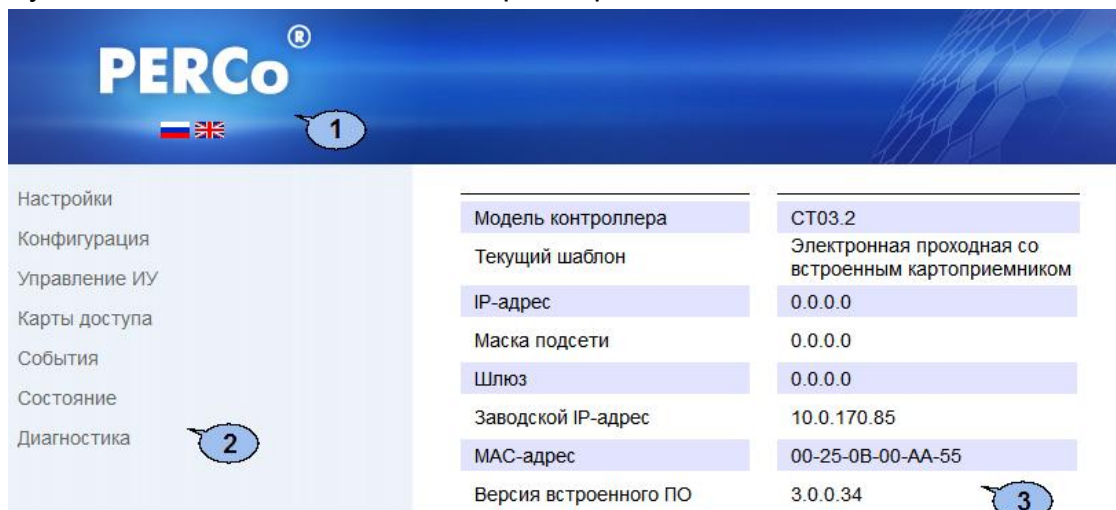 PERCo®
1
Настройки
Конфигурация
Управление ИУ
Карты доступа
События
Состояние
Диагностика
2
Модель контроллера CT03.2
Текущий шаблон Электронная проходная со
встроенным картоприемником
IP-адрес 0.0.0.0
Маска подсети 0.0.0.0
Шлюз 0.0.0.0
Заводской IP-адрес 10.0.170.85
MAC-адрес 00-25-0B-00-AA-55
Версия встроенного ПО 3.0.0.34
3